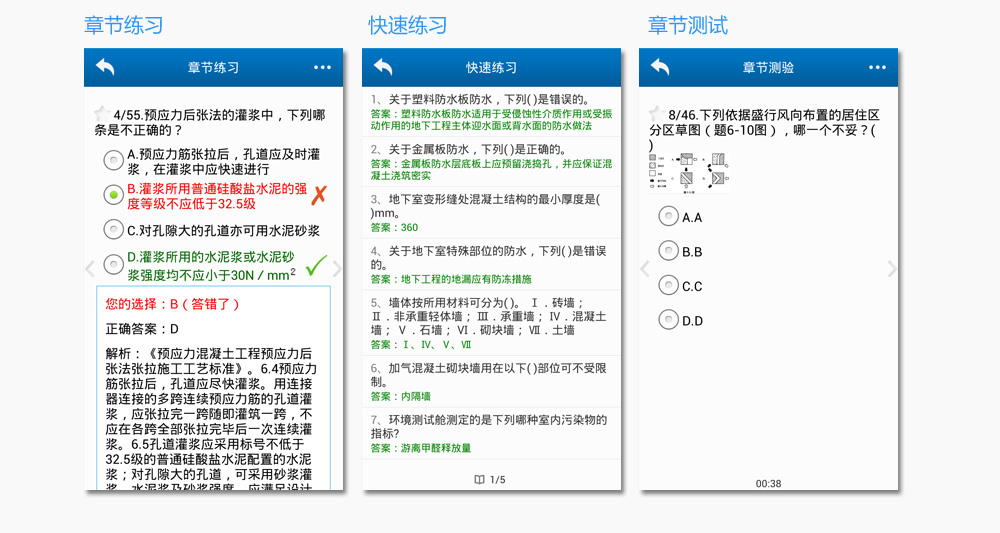 章节练习
章节练习
4/55.预应力后张法的灌浆中，下列哪
条是不正确的？
A.预应力筋张拉后，孔道应及时灌
浆，在灌浆中应快速进行
B.灌浆所用普通硅酸盐水泥的强
度等级不应低于32.5级
C.对孔隙大的孔道亦可用水泥砂浆
D.灌浆所用的水泥浆或水泥砂
浆强度均不应小于30N / mm²
您的选择：B（答错了）
正确答案：D
解析：《预应力混凝土工程预应力后
张法张拉施工工艺标准》。6.4预应力
筋张拉后，孔道应尽快灌浆。用连接
器连接的多跨连续预应力筋的孔道灌
浆，应张拉完一跨随即灌筑一跨，不
应在各跨全部张拉完毕后一次连续灌
浆。6.5孔道灌浆应采用标号不低于
32.5级的普通硅酸盐水泥配置的水泥
浆；对孔隙大的孔道，可采用砂浆灌
浆，水泥浆及砂浆强度，应满足设计
快速练习
快速练习
1、关于塑料防水板防水，下列( )是错误的。
答案：塑料防水板防水适用于受侵蚀性介质作用或受振
动作用的地下工程主体迎水面或背水面的防水做法
2、关于金属板防水，下列( )是正确的。
答案：金属板防水层底板上应预留浇捣孔，并应保证混
凝土浇筑密实
3、地下室变形缝处混凝土结构的最小厚度是(
)mm。
答案：360
4、关于地下室特殊部位的防水，下列( )是错误
的。
答案：地下工程的地漏应有防冻措施
5、墙体按所用材料可分为( )。 Ⅰ．砖墙；
Ⅱ．非承重轻体墙； Ⅲ．承重墙； Ⅳ．混凝土
墙； Ⅴ．石墙； Ⅵ．砌块墙； Ⅶ．土墙
答案：Ⅰ、Ⅳ、Ⅴ、Ⅶ
6、加气混凝土砌块墙用在以下( )部位可不受限
制。
答案：内隔墙
7、环境测试舱测定的是下列哪种室内污染物的
指标?
答案：游离甲醛释放量
1/5
章节测试
章节测验
8/46.下列依据盛行风向布置的居住区
分区草图（题6-10图），哪一个不妥？(
)
A.A
B.B
C.C
D.D
00:38